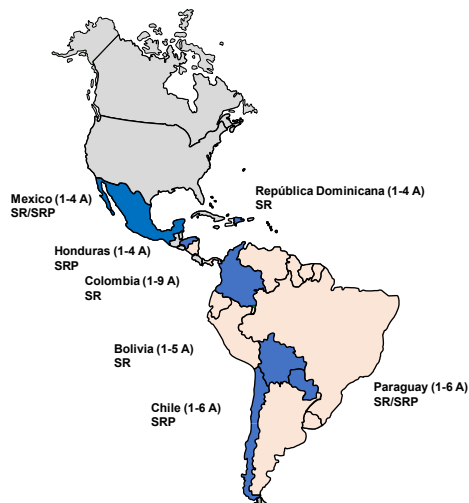 República Dominicana (1-4 A)
SR
Mexico (1-4 A)
SR/SRP
Honduras (1-4 A)
SRP
Colombia (1-9 A)
SR
Bolivia (1-5 A)
SR
Paraguay (1-6 A)
SR/SRP
Chile (1-6 A)
SRP